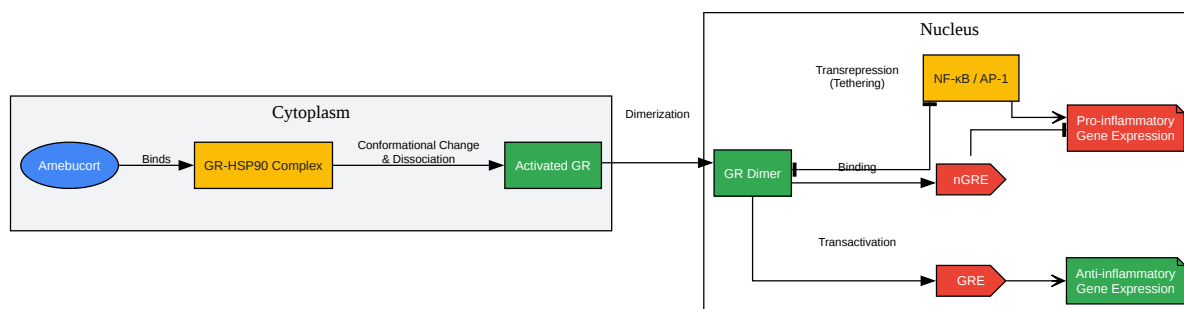 Cytoplasm
Amebucort
Binds
GR-HSP90 Complex
Conformational Change
& Dissociation
Activated GR
Dimerization
Nucleus
GR Dimer
Transrepression
(Tethering)
NF-κB / AP-1
Pro-inflammatory
Gene Expression
Binding
nGRE
Transactivation
GRE
Anti-inflammatory
Gene Expression